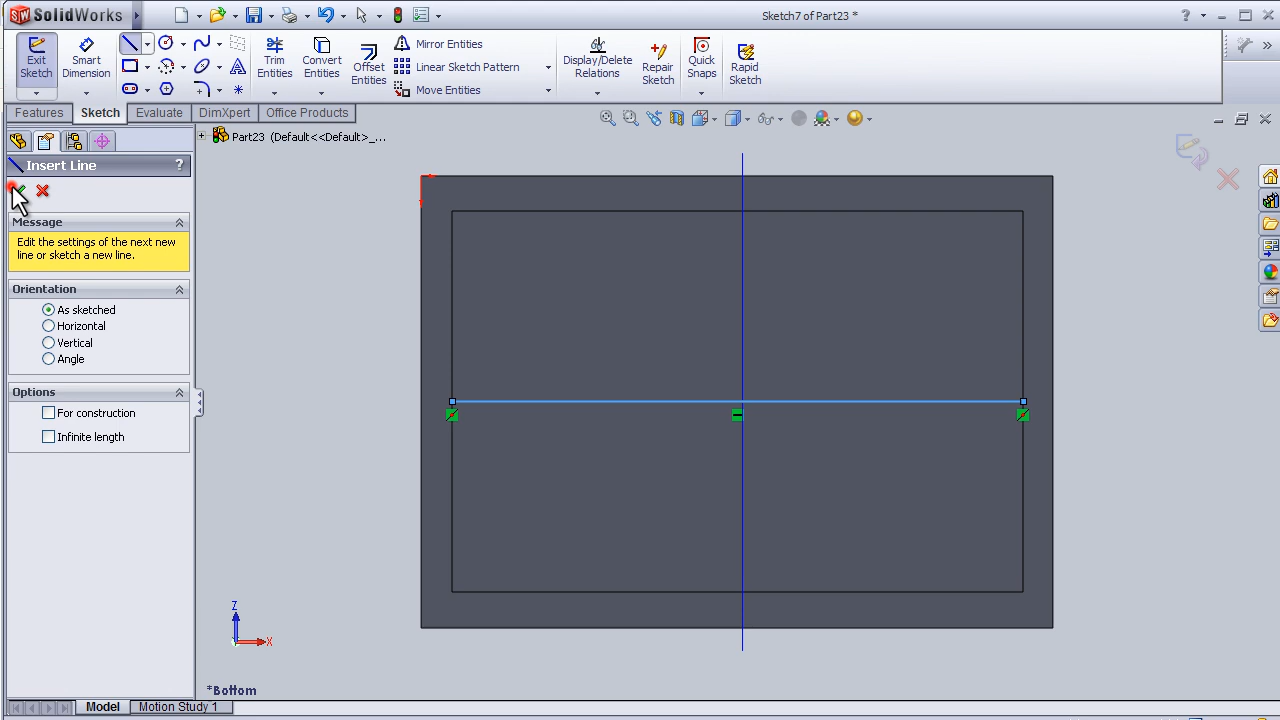 SolidWorks
Sketch7 of Part23 *
Exit Sketch
Smart Dimension
Trim Entities
Convert Entities
Offset Entities
Mirror Entities
Linear Sketch Pattern
Move Entities
Display/Delete Relations
Repair Sketch
Quick Snaps
Rapid Sketch
Features
Sketch
Evaluate
DimXpert
Office Products
Part23 (Default<<Default>_...
Insert Line
?
Message
Edit the settings of the next new
line or sketch a new line.
Orientation
As sketched
Horizontal
Vertical
Angle
Options
For construction
Infinite length
Z
X
*Bottom
Model
Motion Study 1